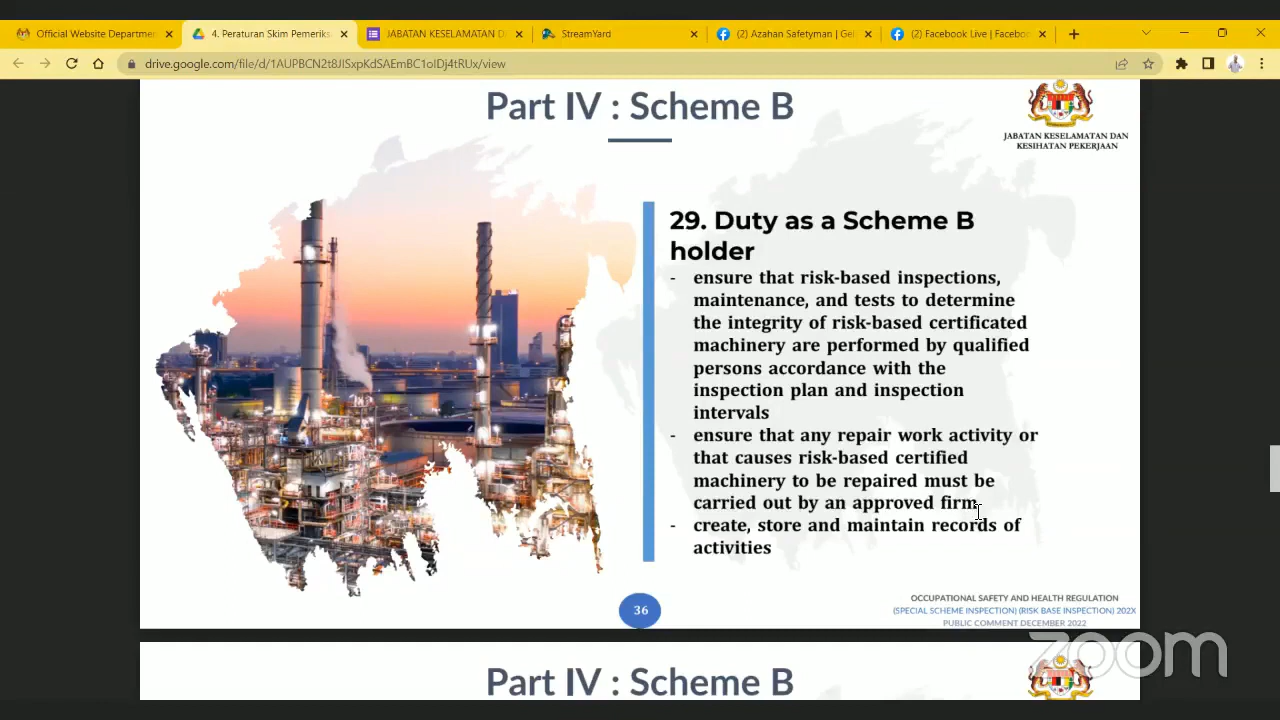 Official Website Departmen
4. Peraturan Skim Pemeriks
JABATAN KESELAMATAN D
StreamYard
(2) Azahan Safetyman | Gel
(2) Facebook Live | Faceboo
drive.google.com/file/d/1AUPBCN2t8JISxpKdSAEmBC1oIDj4tRUx/view
Part IV : Scheme B
JABATAN KESELAMATAN DAN
KESIHATAN PEKERJAAN
29. Duty as a Scheme B
holder
- ensure that risk-based inspections,
maintenance, and tests to determine
the integrity of risk-based certificated
machinery are performed by qualified
persons accordance with the
inspection plan and inspection
intervals
- ensure that any repair work activity or
that causes risk-based certified
machinery to be repaired must be
carried out by an approved firm
- create, store and maintain records of
activities
36
OCCUPATIONAL SAFETY AND HEALTH REGULATION
(SPECIAL SCHEME INSPECTION) (RISK BASE INSPECTION) 202X
PUBLIC COMMENT DECEMBER 2022
zoom
Part IV : Scheme B